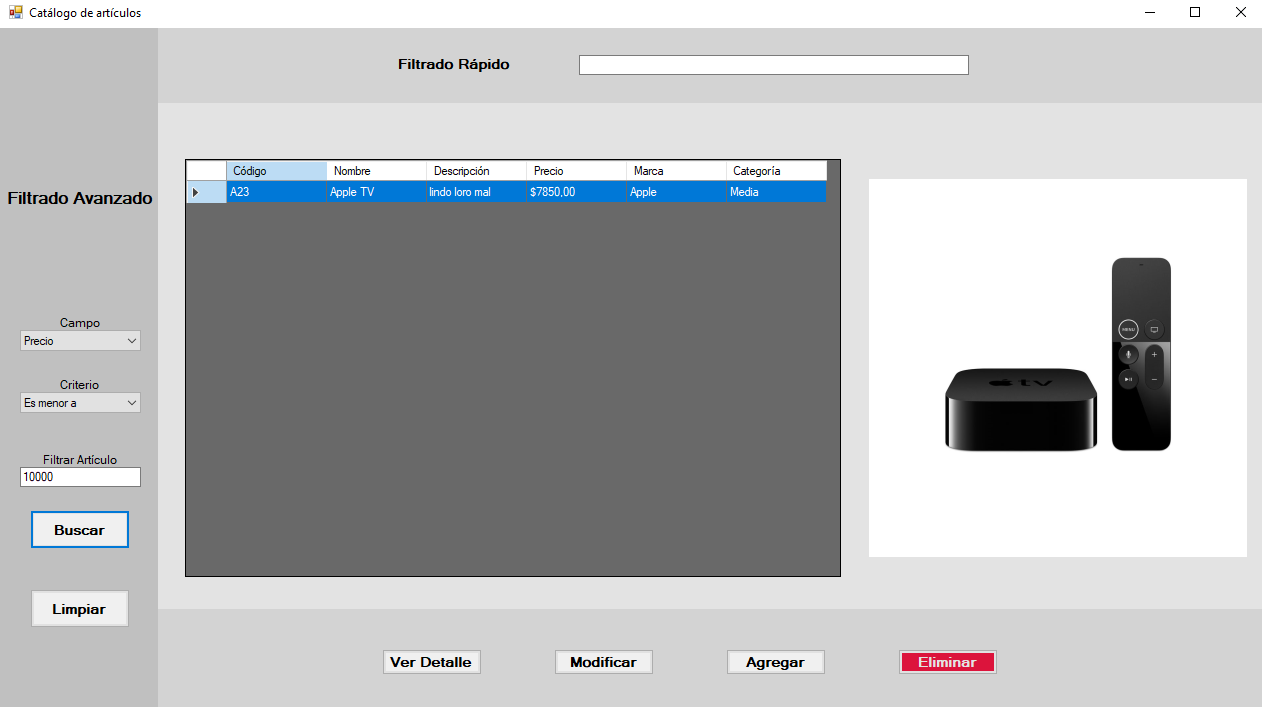 Catálogo de artículos
Filtrado Rápido
Filtrado Avanzado
Campo
Precio
Criterio
Es menor a
Filtrar Artículo
10000
Buscar
Limpiar
Código Nombre Descripción Precio Marca Categoría
A23 Apple TV lindo loro mal $7850,00 Apple Media
tv
MENU
Ver Detalle Modificar Agregar Eliminar